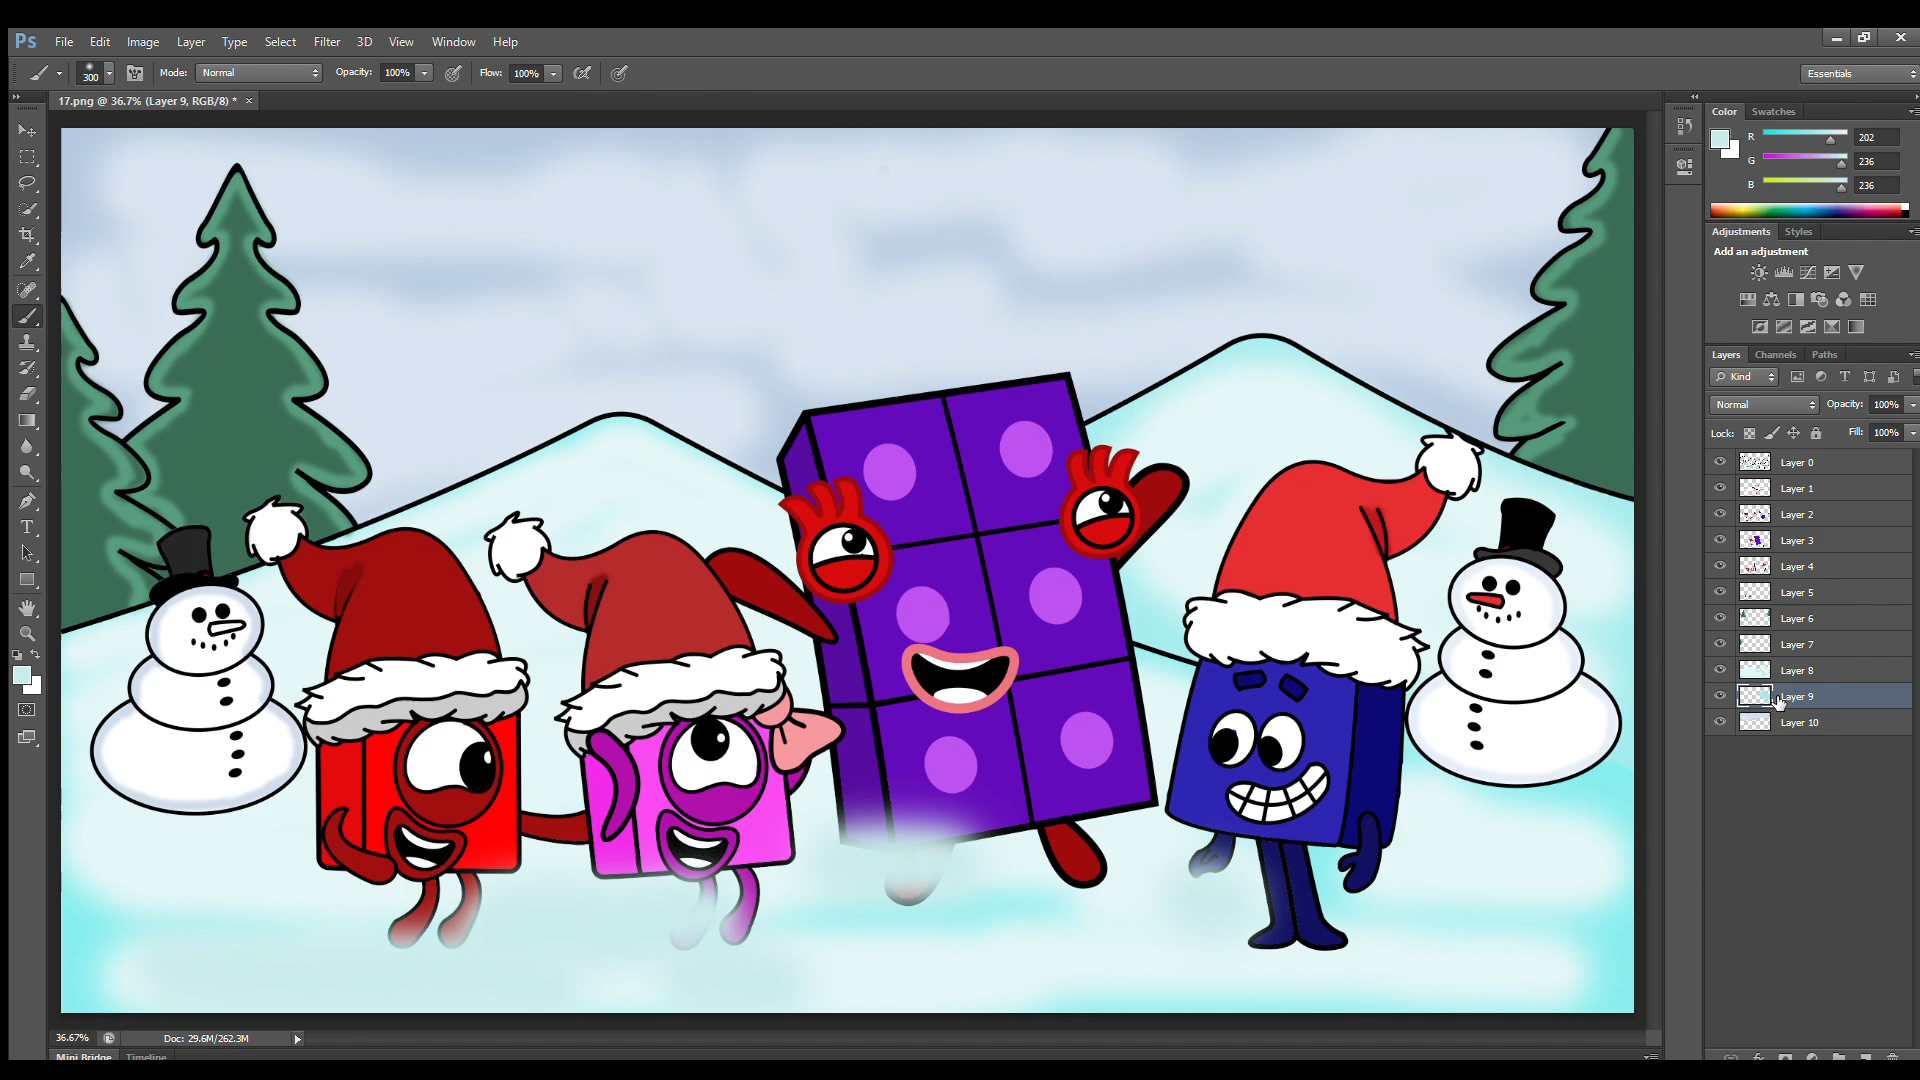 Ps File Edit Image Layer Type Select Filter 3D View Window Help
300 Mode: Normal Opacity: 100% Flow: 100% Essentials
17.png @ 36.7% (Layer 9, RGB/8) * ×
Color Swatches
R 202
G 236
B 236
Adjustments Styles
Add an adjustment
Layers Channels Paths
Kind
Normal Opacity: 100%
Lock: Fill: 100%
Layer 0
Layer 1
Layer 2
Layer 3
Layer 4
Layer 5
Layer 6
Layer 7
Layer 8
Layer 9
Layer 10
36.67% Doc: 29.6M/262.3M
Mini Bridge Timeline